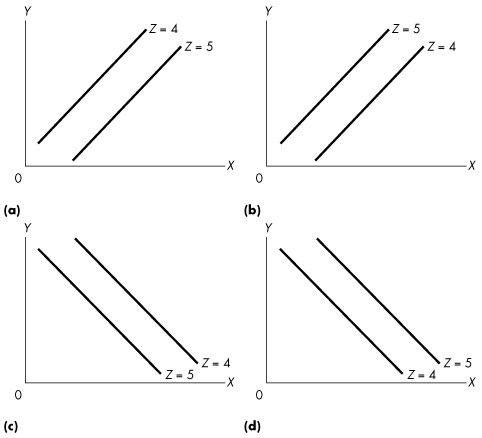 Y
Z = 4
Z = 5
X
0
(a)
Y
Z = 5
Z = 4
X
0
(b)
Y
Z = 4
Z = 5
X
0
(c)
Y
Z = 5
Z = 4
X
0
(d)